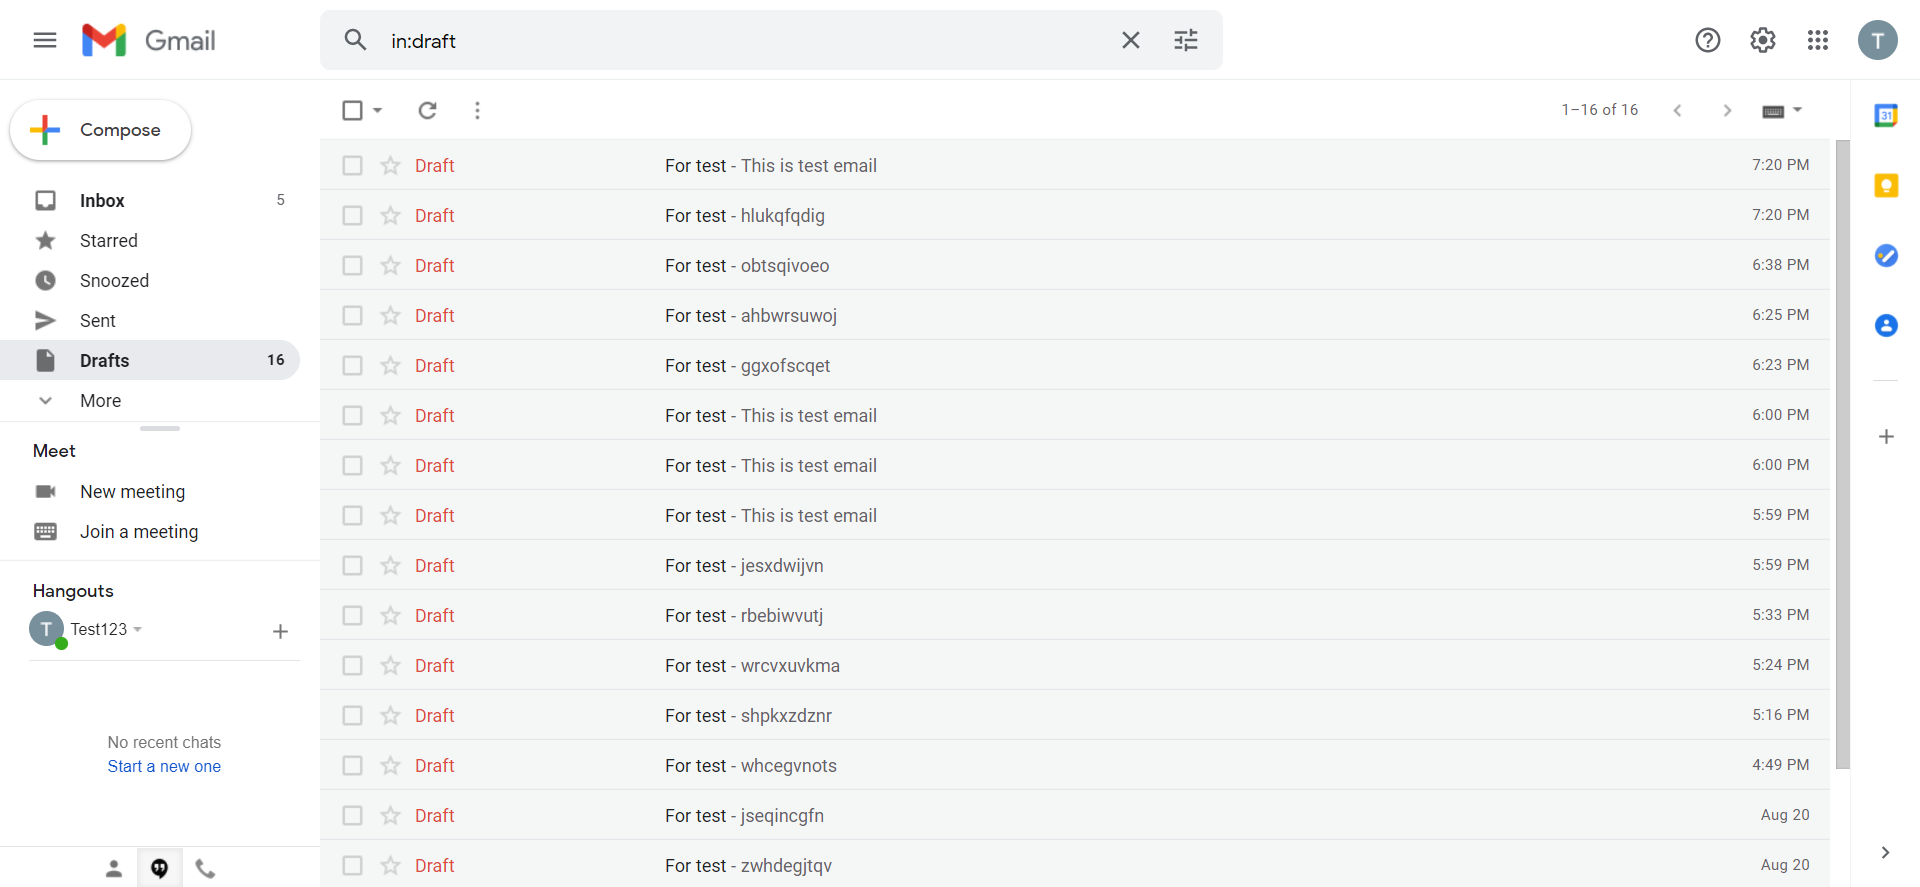 Gmail
in:draft
T
Compose
1–16 of 16
31
Inbox 5
Starred
Snoozed
Sent
Drafts 16
More
Meet
New meeting
Join a meeting
Hangouts
T Test123
No recent chats
Start a new one
Draft For test - This is test email 7:20 PM
Draft For test - hlukqfqdig 7:20 PM
Draft For test - obtsqivoeo 6:38 PM
Draft For test - ahbwrsuwoj 6:25 PM
Draft For test - ggxofscqet 6:23 PM
Draft For test - This is test email 6:00 PM
Draft For test - This is test email 6:00 PM
Draft For test - This is test email 5:59 PM
Draft For test - jesxdwijvn 5:59 PM
Draft For test - rbebiwvutj 5:33 PM
Draft For test - wrcvxuvkma 5:24 PM
Draft For test - shpkxzdznr 5:16 PM
Draft For test - whcegvnots 4:49 PM
Draft For test - jseqincgfn Aug 20
Draft For test - zwhdegjtqv Aug 20